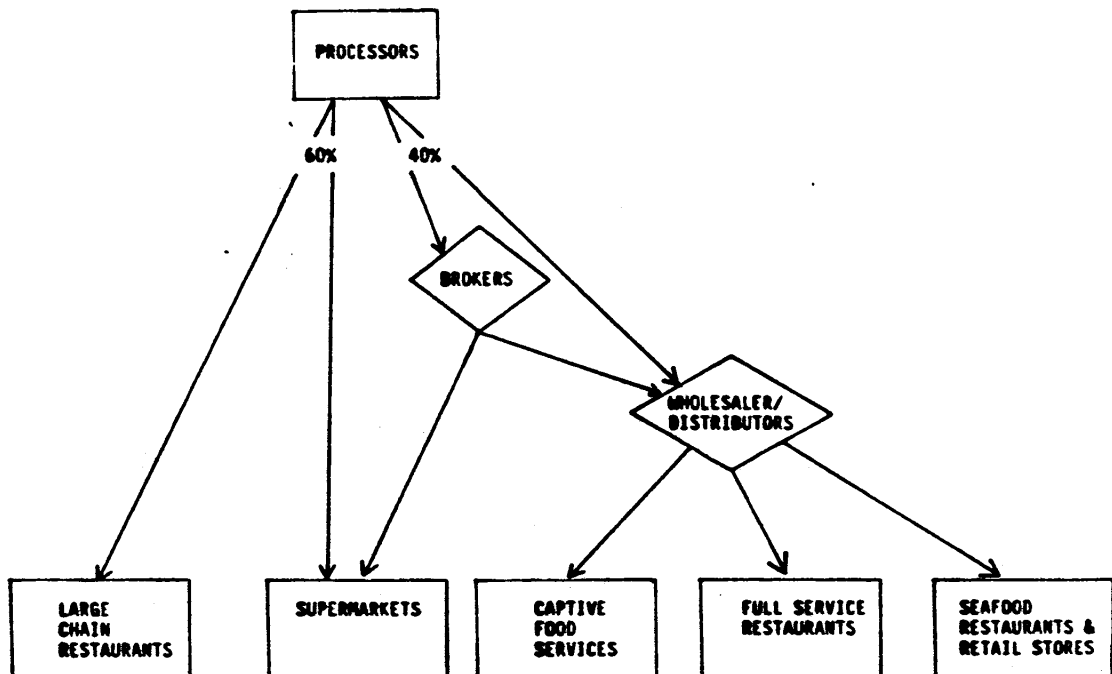 PROCESSORS
60%
40%
BROKERS
WHOLESALER/
DISTRIBUTORS
LARGE
CHAIN
RESTAURANTS
SUPERMARKETS
CAPTIVE
FOOD
SERVICES
FULL SERVICE
RESTAURANTS
SEAFOOD
RESTAURANTS &
RETAIL STORES